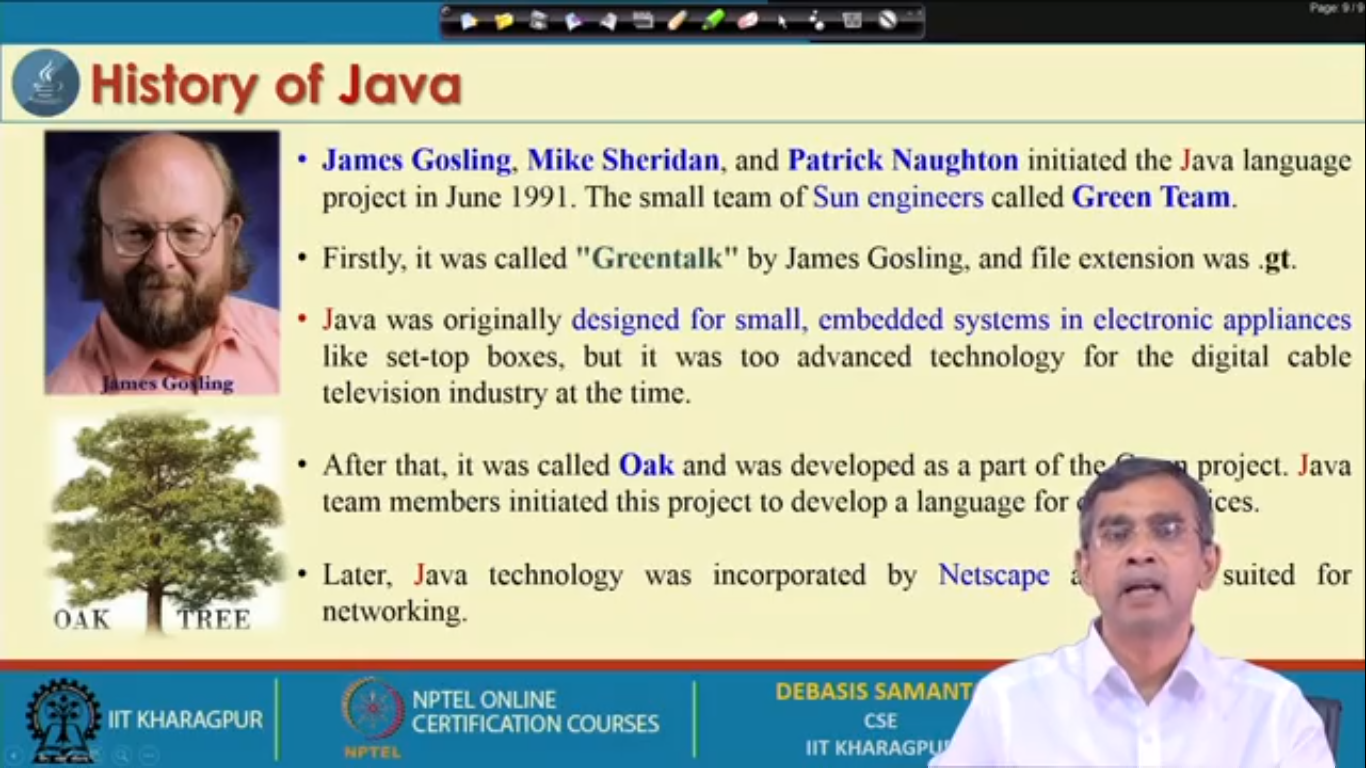 Page: 9/9
History of Java
• James Gosling, Mike Sheridan, and Patrick Naughton initiated the Java language
project in June 1991. The small team of Sun engineers called Green Team.
• Firstly, it was called "Greentalk" by James Gosling, and file extension was .gt.
• Java was originally designed for small, embedded systems in electronic appliances
like set-top boxes, but it was too advanced technology for the digital cable
television industry at the time.
James Gosling
• After that, it was called Oak and was developed as a part of the project. Java
team members initiated this project to develop a language for
• Later, Java technology was incorporated by Netscape suited for
networking.
OAK TREE
IIT KHARAGPUR
NPTEL
NPTEL ONLINE
CERTIFICATION COURSES
DEBASIS SAMANT
CSE
IIT KHARAGPU